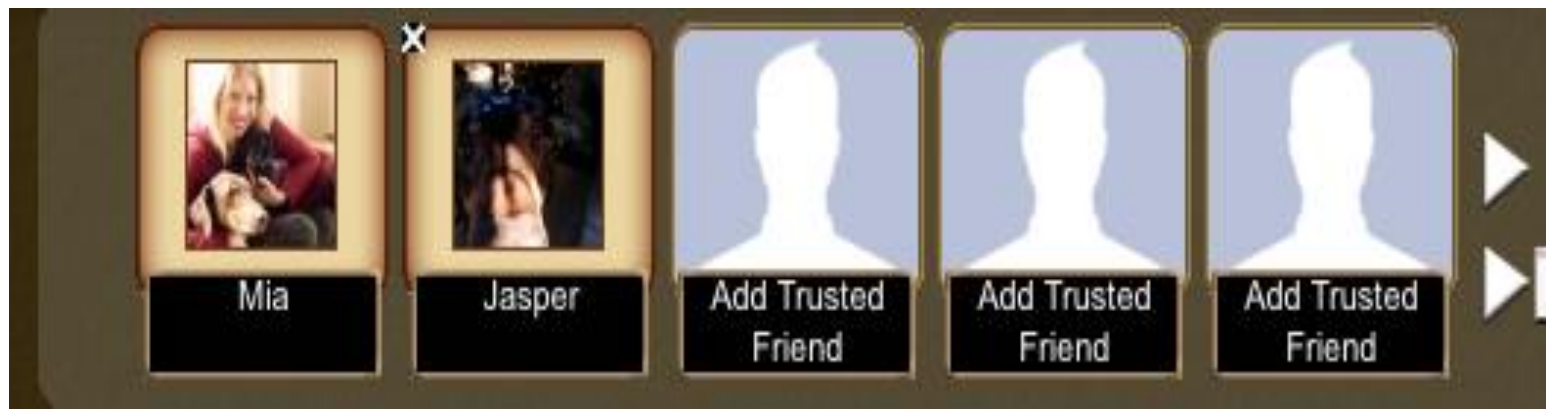 X
Mia
Jasper
Add Trusted
Friend
Add Trusted
Friend
Add Trusted
Friend